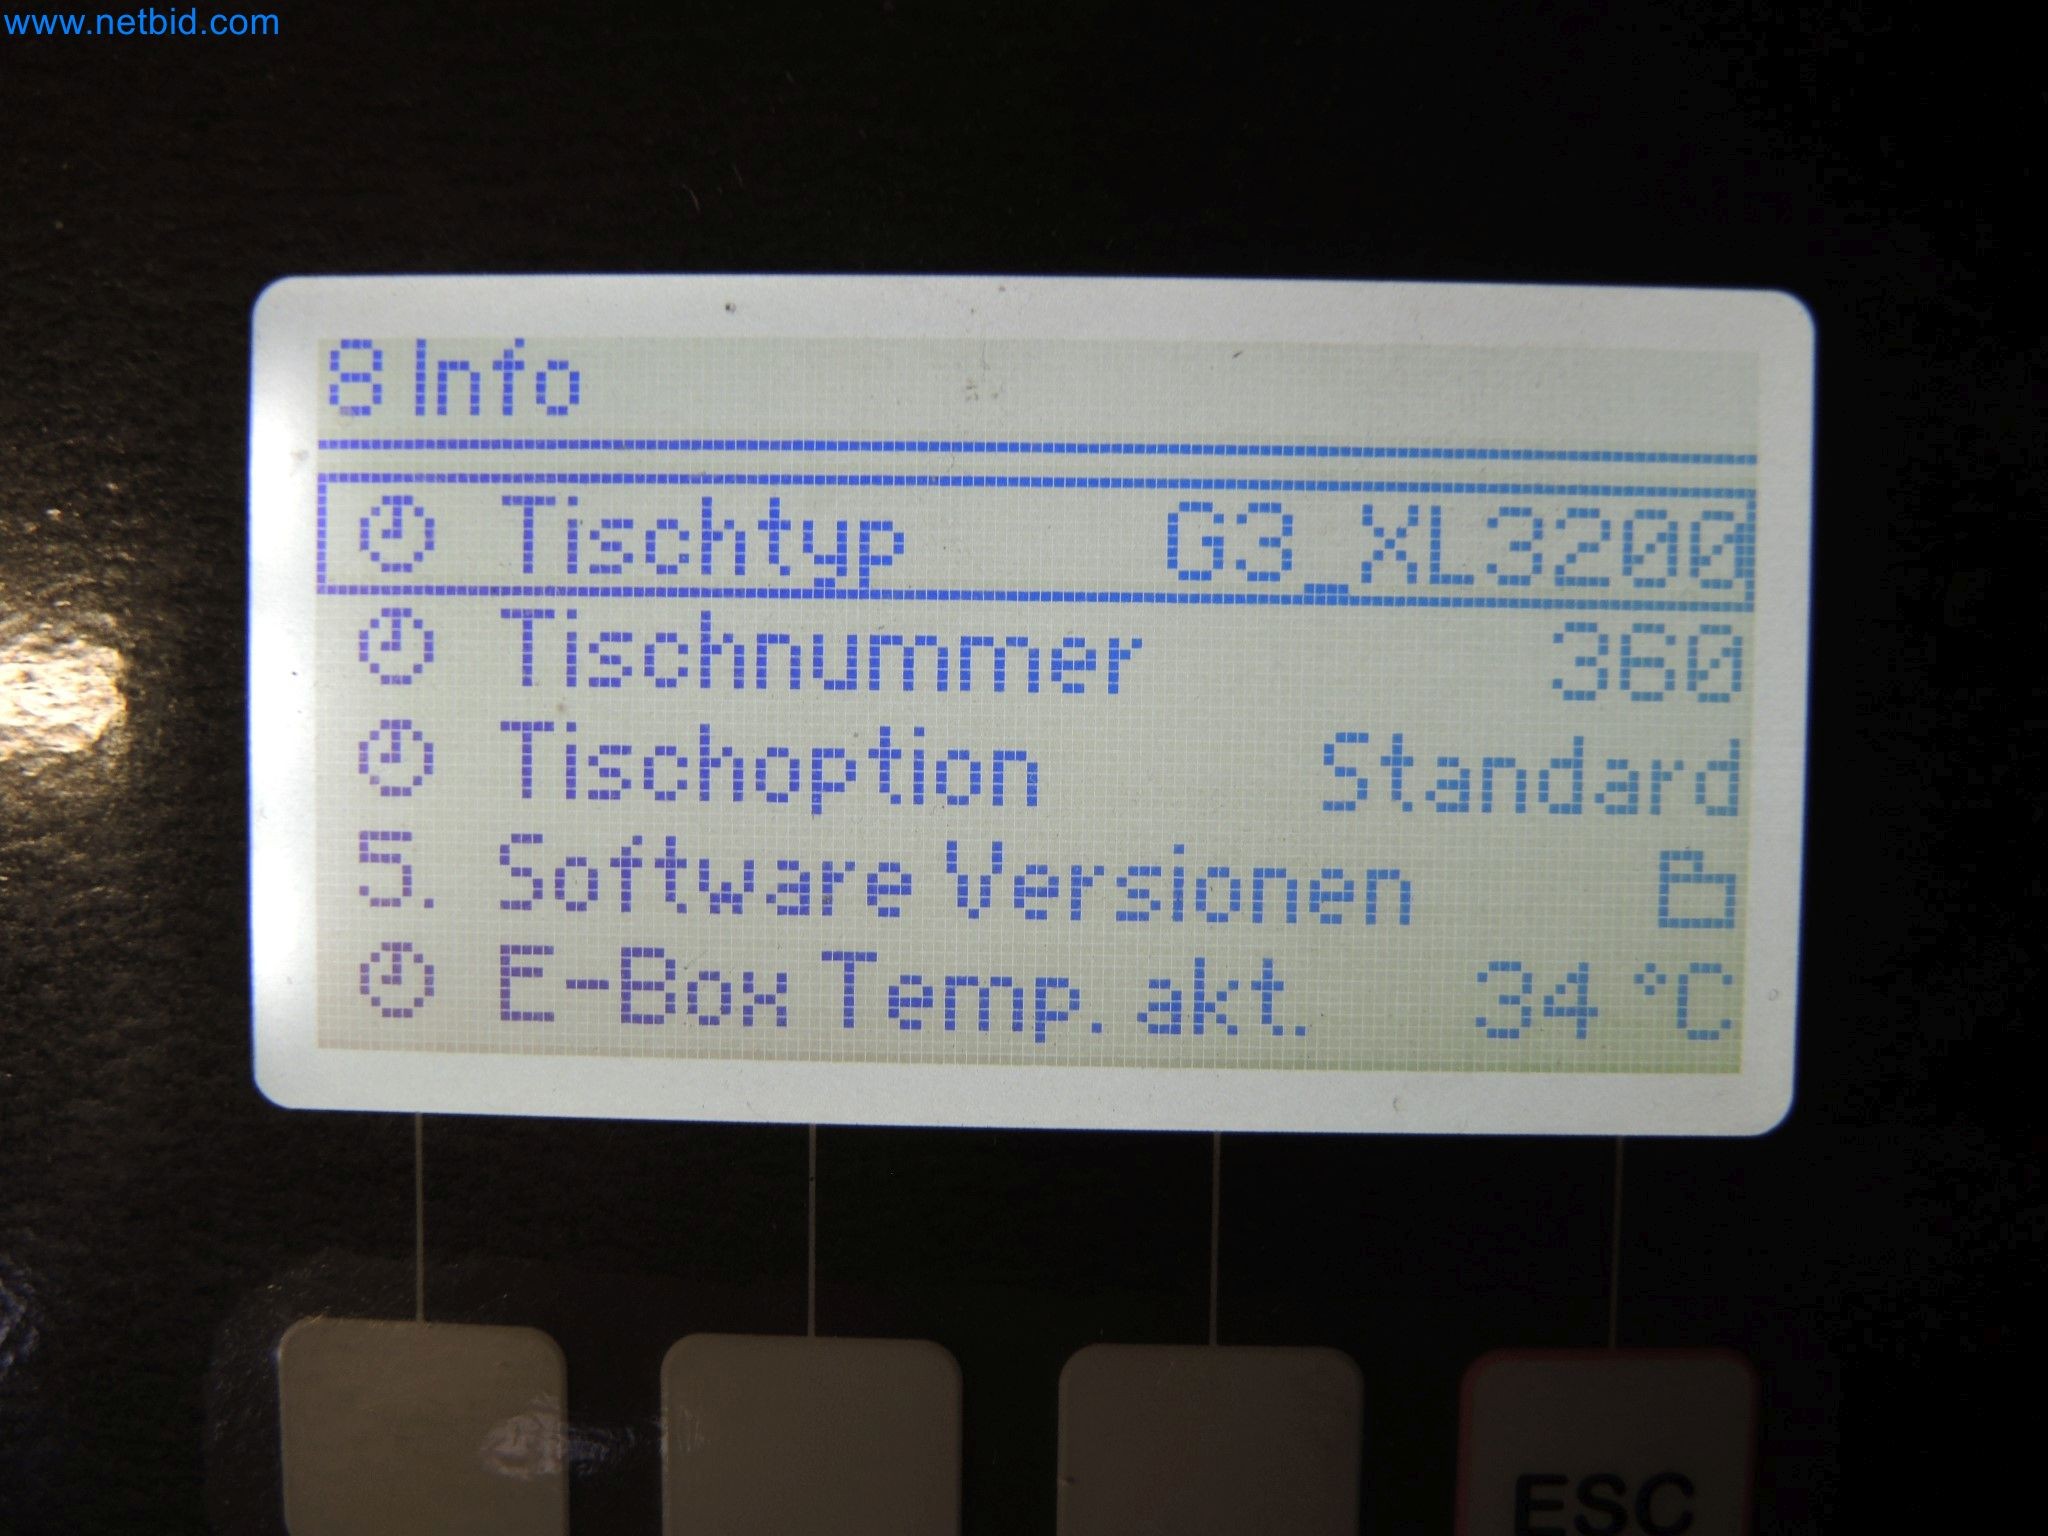 www.netbid.com
8 Info
Tischtyp G3_XL3200
Tischnummer 360
Tischoption Standard
5. Software Versionen
E-Box Temp. akt. 34 °C
ESC